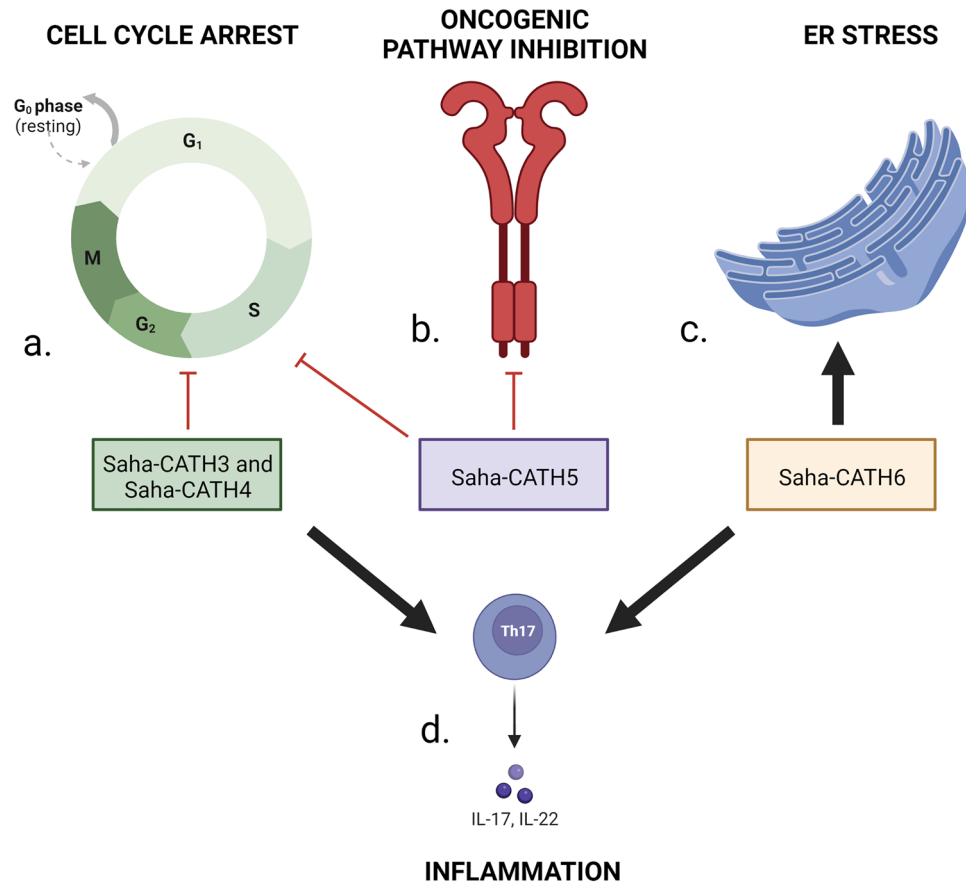 CELL CYCLE ARREST
ONCOGENIC
PATHWAY INHIBITION
ER STRESS
G₀ phase
(resting)
G₁
M
G₂
S
a.
b.
c.
Saha-CATH3 and
Saha-CATH4
Saha-CATH5
Saha-CATH6
Th17
d.
IL-17, IL-22
INFLAMMATION